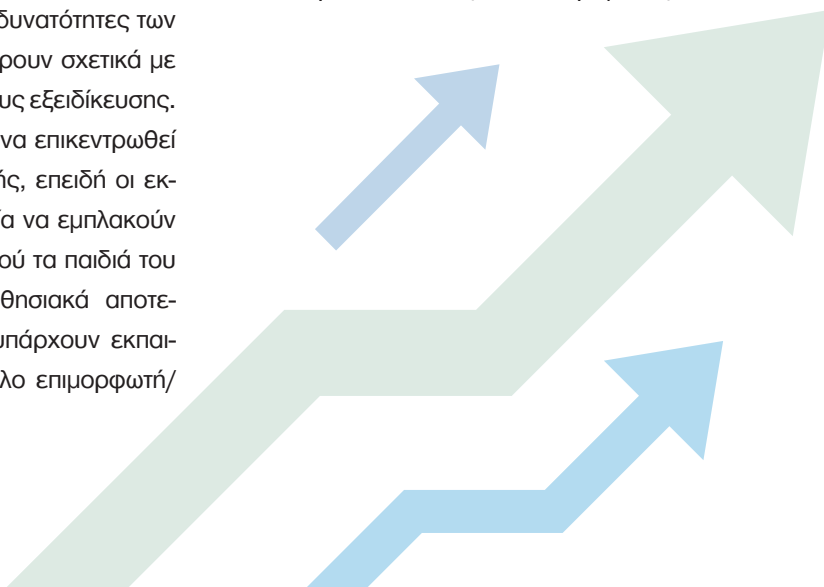 δυνατότητες των
ρουν σχετικά με
υς εξειδίκευσης.
να επικεντρωθεί
ής, επειδή οι εκ-
α να εμπλακούν
ού τα παιδιά του
θησιακά αποτε-
υπάρχουν εκπαι-
λο επιμορφωτή/